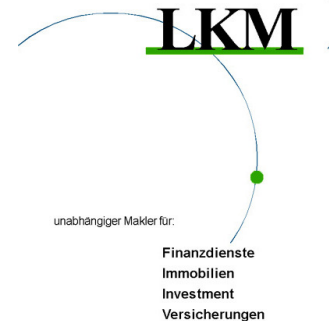 LKM
unabhängiger Makler für:
Finanzdienste
Immobilien
Investment
Versicherungen